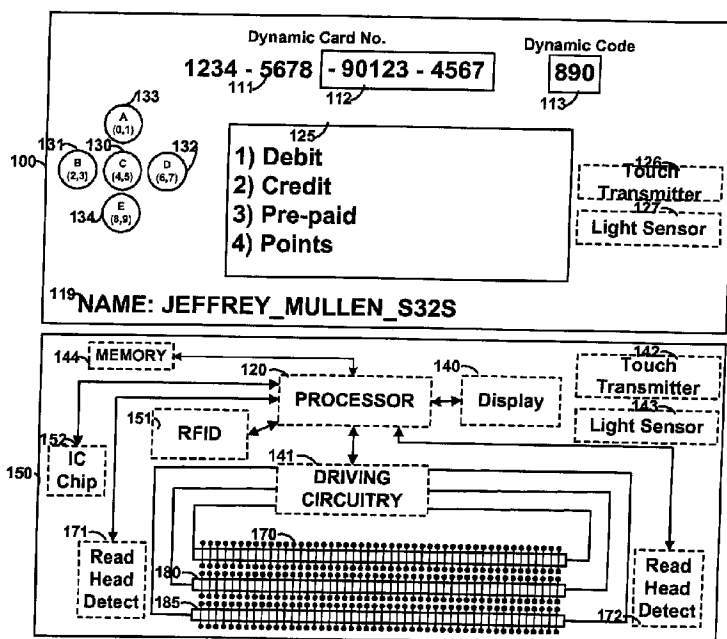 Dynamic Card No.
Dynamic Code
1234 - 5678 - 90123 - 4567
890
111
112
113
133
A
(0,1)
131
130
132
B
(2,3)
C
(4,5)
D
(6,7)
100
134
E
(8,9)
125
1) Debit
2) Credit
3) Pre-paid
4) Points
126
Touch
Transmitter
127
Light Sensor
119
NAME: JEFFREY_MULLEN_S32S
144
MEMORY
120
PROCESSOR
140
Display
142
Touch
Transmitter
143
Light Sensor
151
RFID
152
IC
Chip
150
141
DRIVING
CIRCUITRY
171
Read
Head
Detect
170
180
185
Read
Head
Detect
172